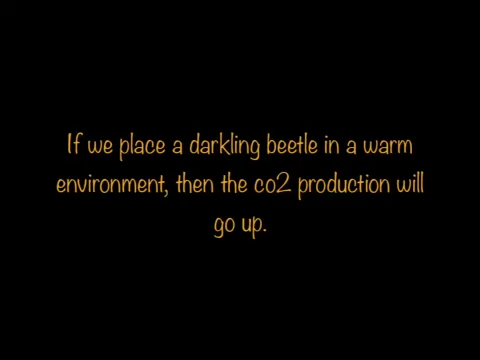 If we place a darkling beetle in a warm
environment, then the co2 production will
go up.